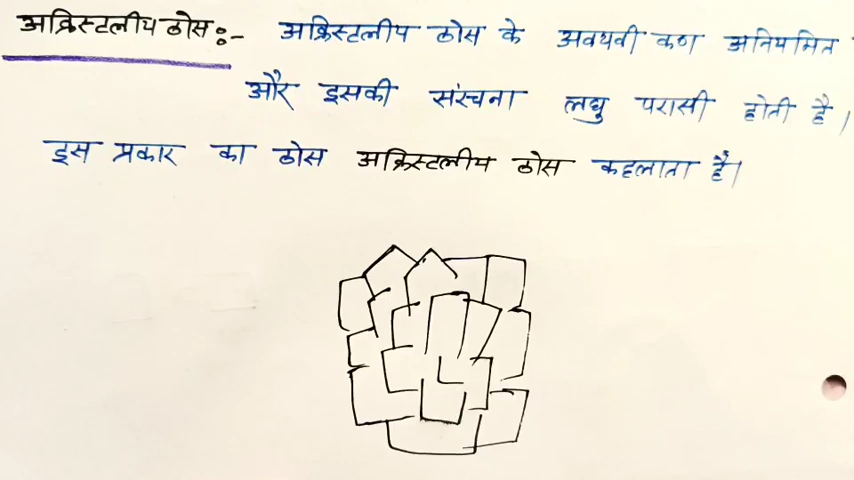 अक्रिस्टलीय ठोस:- अक्रिस्टलीय ठोस के अवयवी कण अनियमित
और इसकी संरचना लघु परासी होती है।
इस प्रकार का ठोस अक्रिस्टलीय ठोस कहलाता है।